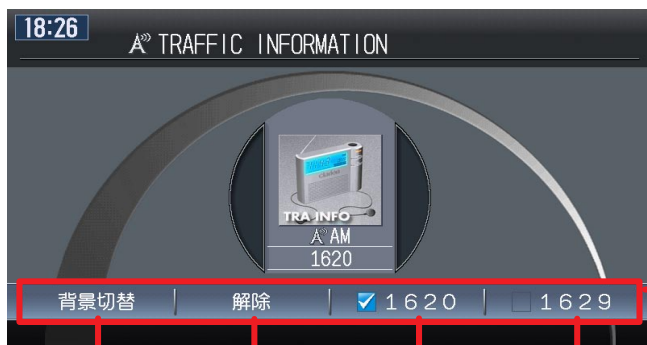 18:26
TRAFFIC INFORMATION
TRA INFO
AM
1620
背景切替 解除 1620 1629